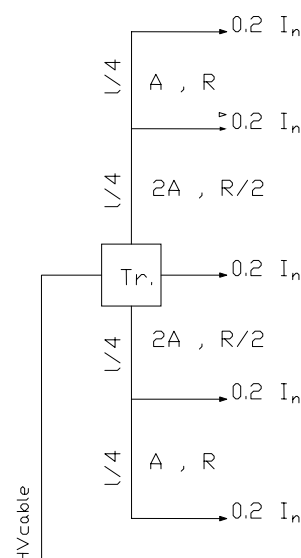 0.2 In
l/4 A , R
0.2 In
l/4 2A , R/2
Tr. 0.2 In
l/4 2A , R/2
0.2 In
l/4 A , R
0.2 In
HVcable